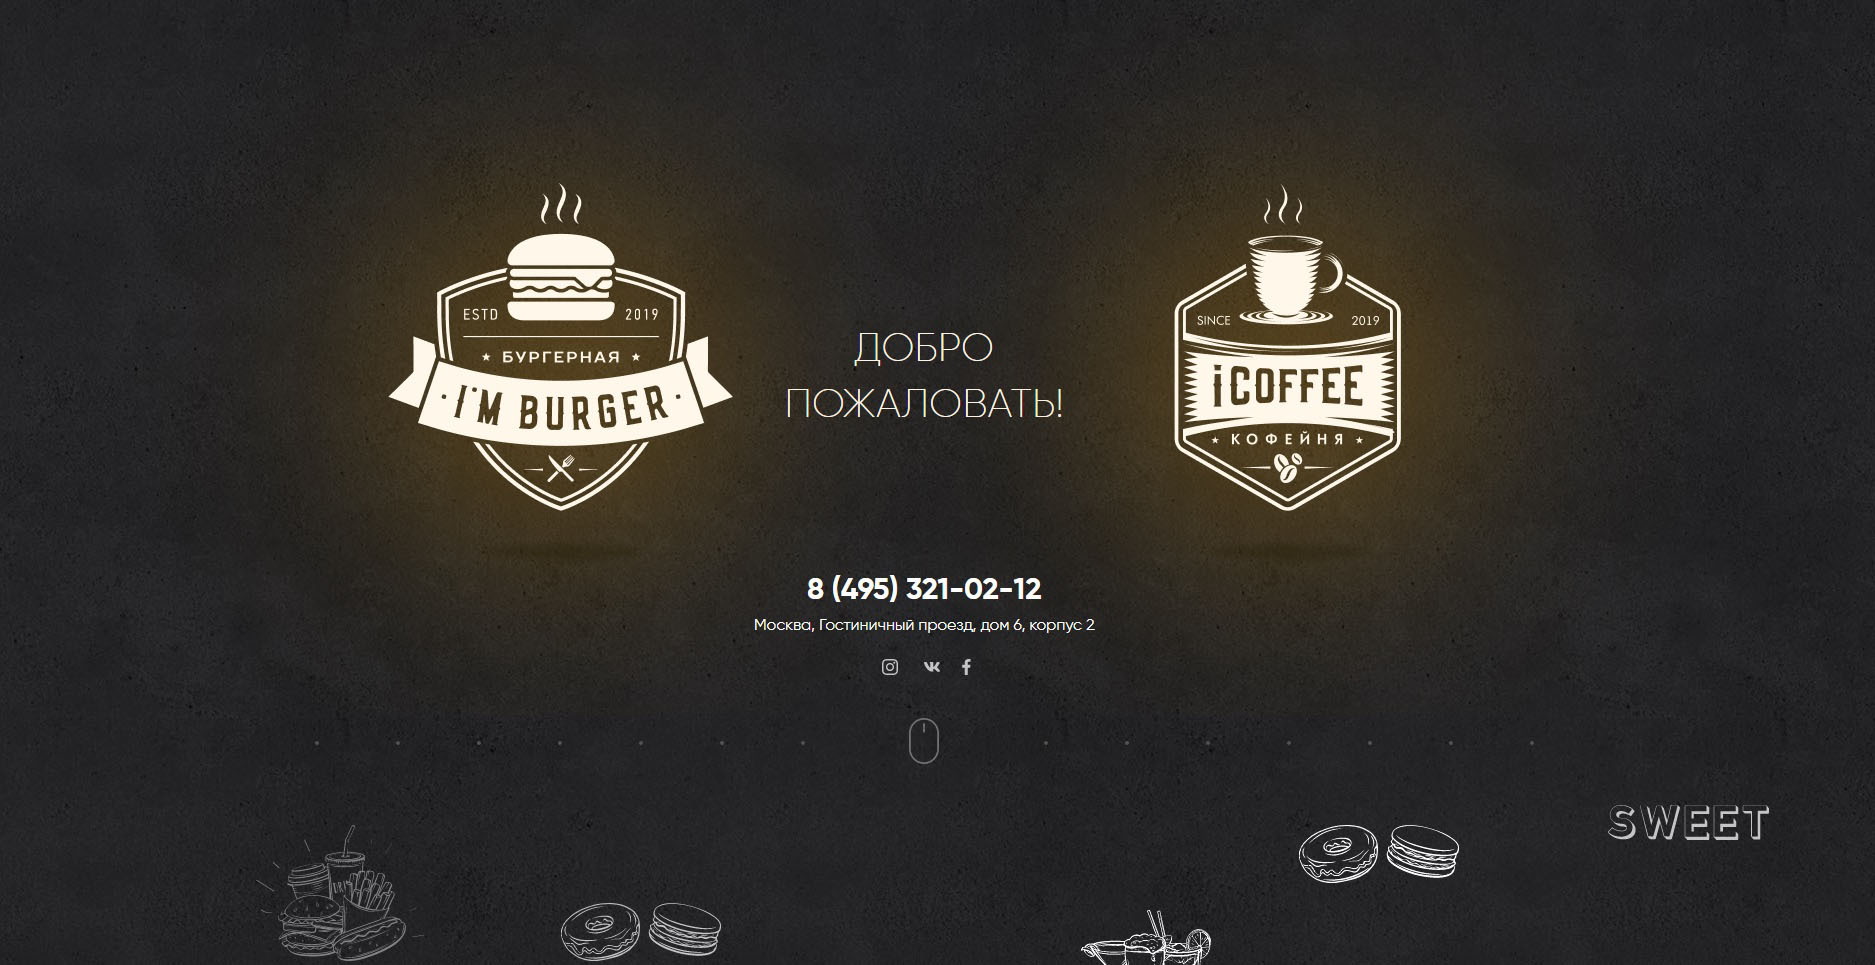 ESTD 2019
БУРГЕРНАЯ
I'M BURGER
ДОБРО
ПОЖАЛОВАТЬ!
SINCE 2019
iCOFFEE
КОФЕЙНЯ
8 (495) 321-02-12
Москва, Гостиничный проезд, дом 6, корпус 2
SWEET